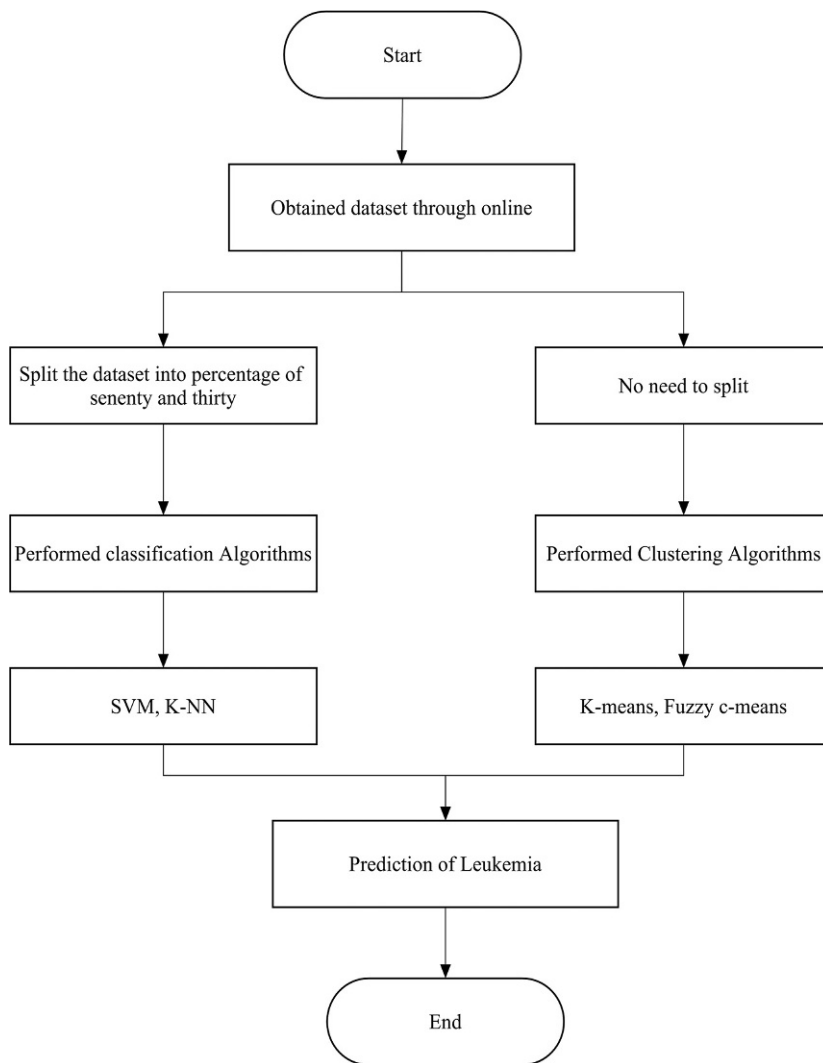 Start
Obtained dataset through online
Split the dataset into percentage of
senenty and thirty
No need to split
Performed classification Algorithms
Performed Clustering Algorithms
SVM, K-NN
K-means, Fuzzy c-means
Prediction of Leukemia
End